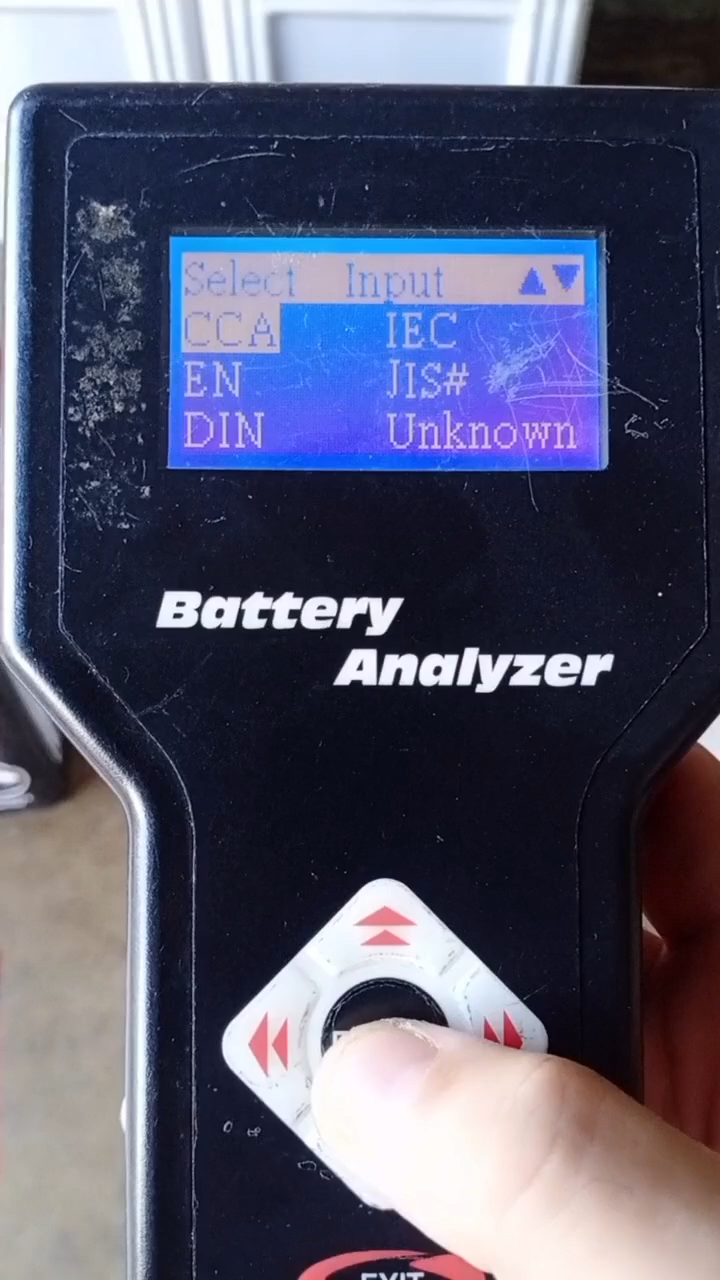 Select Input ▲▼
CCA IEC
EN JIS#
DIN Unknown
Battery
Analyzer
EXIT